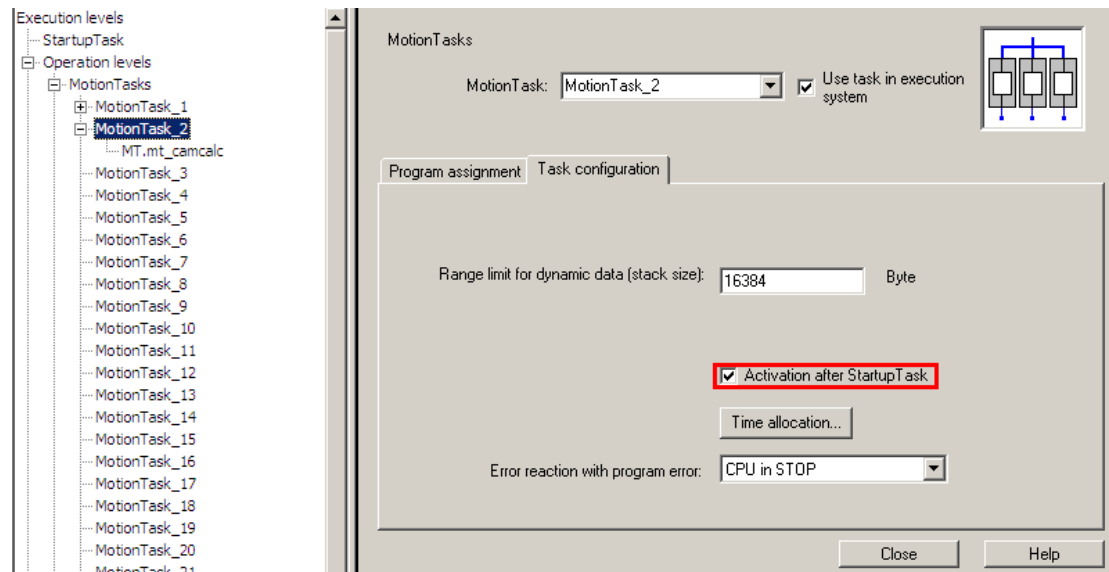 Execution levels
StartupTask
Operation levels
MotionTasks
MotionTask_1
MotionTask_2
MT.mt_camcalc
MotionTask_3
MotionTask_4
MotionTask_5
MotionTask_6
MotionTask_7
MotionTask_8
MotionTask_9
MotionTask_10
MotionTask_11
MotionTask_12
MotionTask_13
MotionTask_14
MotionTask_15
MotionTask_16
MotionTask_17
MotionTask_18
MotionTask_19
MotionTask_20
MotionTask_21
MotionTasks
MotionTask: MotionTask_2 Use task in execution
system
Program assignment Task configuration
Range limit for dynamic data (stack size): 16384 Byte
Activation after StartupTask
Time allocation...
Error reaction with program error: CPU in STOP
Close Help